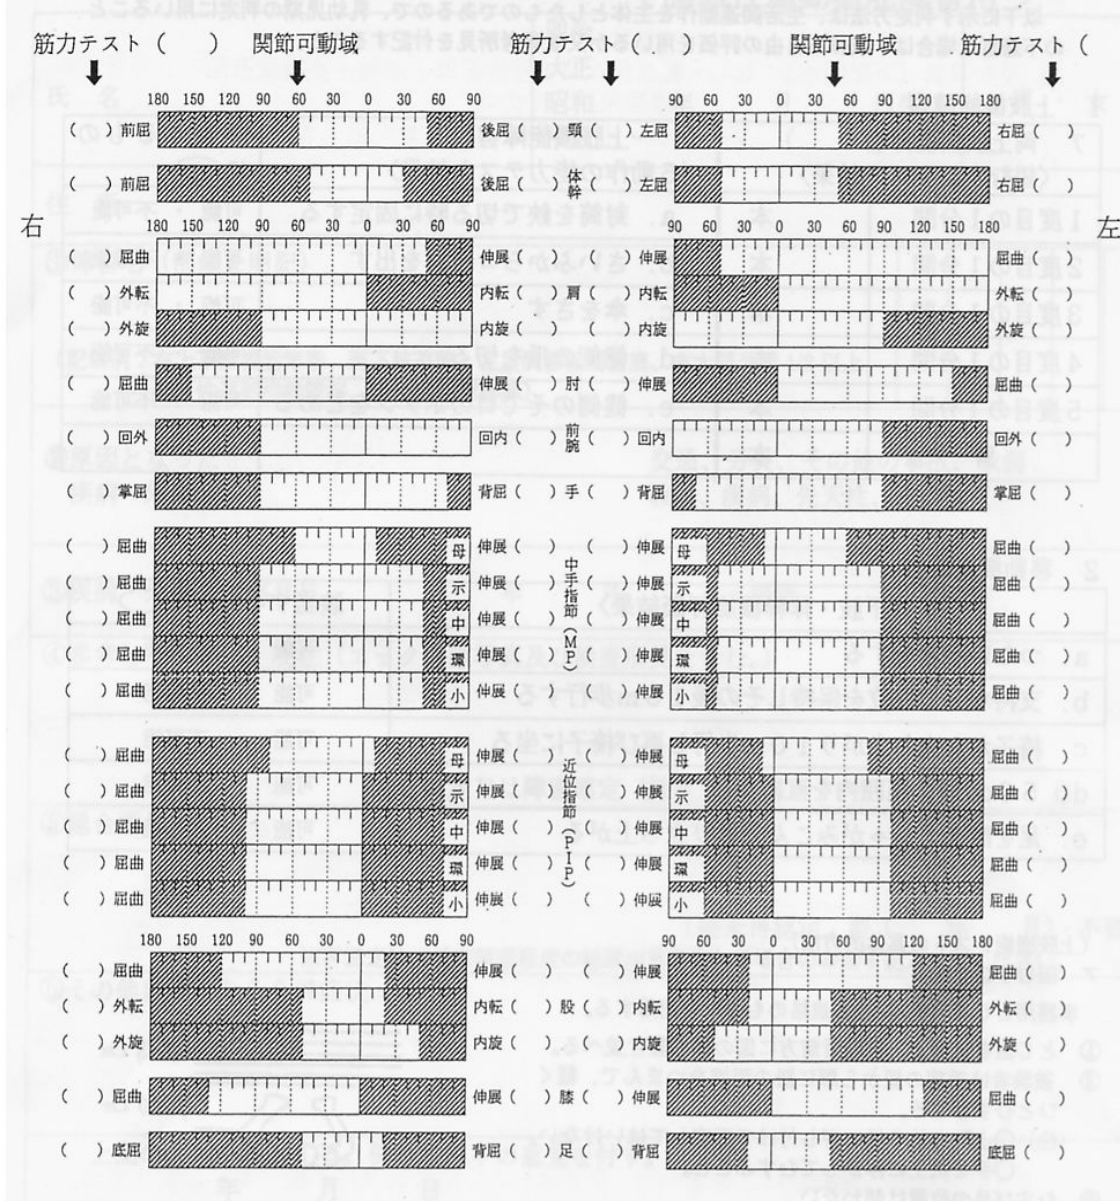 筋力テスト（　　） 関節可動域 筋力テスト（　　） 関節可動域 筋力テスト（
180 150 120 90 60 30 0 30 60 90 90 60 30 0 30 60 90 120 150 180
（　）前屈 後屈（　）頸（　）左屈 右屈（　）
（　）前屈 後屈（　）体幹（　）左屈 右屈（　）
右 左
（　）屈曲 伸展（　）（　）伸展 屈曲（　）
（　）外転 内転（　）肩（　）内転 外転（　）
（　）外旋 内旋（　）（　）内旋 外旋（　）
（　）屈曲 伸展（　）肘（　）伸展 屈曲（　）
（　）回外 回内（　）前腕（　）回内 回外（　）
（　）掌屈 背屈（　）手（　）背屈 掌屈（　）
中手指節（MP）
（　）屈曲 母 伸展（　）（　）伸展 母 屈曲（　）
（　）屈曲 示 伸展（　）（　）伸展 示 屈曲（　）
（　）屈曲 中 伸展（　）（　）伸展 中 屈曲（　）
（　）屈曲 環 伸展（　）（　）伸展 環 屈曲（　）
（　）屈曲 小 伸展（　）（　）伸展 小 屈曲（　）
近位指節（PIP）
（　）屈曲 母 伸展（　）（　）伸展 母 屈曲（　）
（　）屈曲 示 伸展（　）（　）伸展 示 屈曲（　）
（　）屈曲 中 伸展（　）（　）伸展 中 屈曲（　）
（　）屈曲 環 伸展（　）（　）伸展 環 屈曲（　）
（　）屈曲 小 伸展（　）（　）伸展 小 屈曲（　）
180 150 120 90 60 30 0 30 60 90 90 60 30 0 30 60 90 120 150 180
（　）屈曲 伸展（　）（　）伸展 屈曲（　）
（　）外転 内転（　）股（　）内転 外転（　）
（　）外旋 内旋（　）（　）内旋 外旋（　）
（　）屈曲 伸展（　）膝（　）伸展 屈曲（　）
（　）底屈 背屈（　）足（　）背屈 底屈（　）